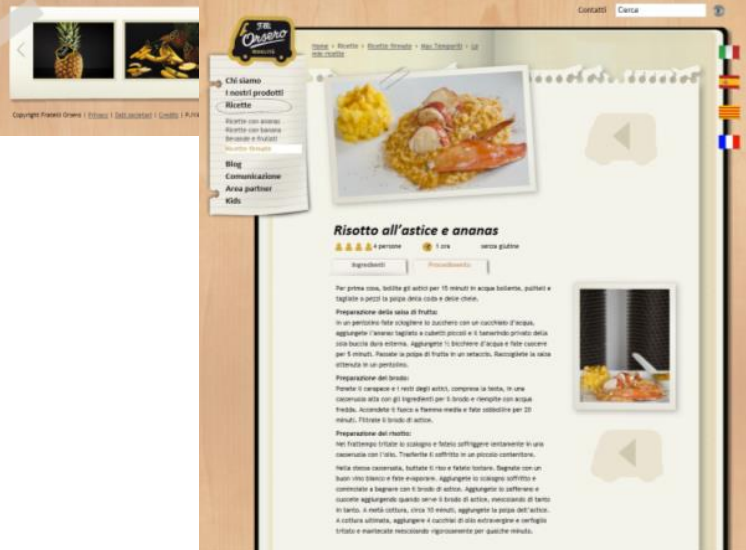 Contatti Cerca
F.lli Orsero
Home > Ricette > Ricette firmate > Max Temporiti > Le
mie ricette
Chi siamo
I nostri prodotti
Ricette
Ricette con ananas
Ricette con banana
Bevande e frullati
Ricette firmate
Blog
Comunicazione
Area partner
Kids
Copyright Fratelli Orsero | Privacy | Dati societari | Credits | P.IVA
Risotto all'astice e ananas
4 persone 1 ora senza glutine
Ingredienti Procedimento
Per prima cosa, bollite gli astici per 15 minuti in acqua bollente, puliteli e
tagliate a pezzi la polpa della coda e delle chele.
Preparazione della salsa di frutta:
In un pentolino fate sciogliere lo zucchero con un cucchiaio d'acqua,
aggiungete l'ananas tagliato a cubetti piccoli e il tamarindo privato della
sola buccia dura esterna. Aggiungete ½ bicchiere d'acqua e fate cuocere
per 5 minuti. Passate la polpa di frutta in un setaccio. Raccogliete la salsa
ottenuta in un pentolino.
Preparazione del brodo:
Ponete il carapace e i resti degli astici, compresa la testa, in una
casseruola alta con gli ingredienti per il brodo e riempite con acqua
fredda. Accendete il fuoco a fiamma media e fate sobbollire per 20
minuti. Filtrate il brodo di astice.
Preparazione del risotto:
Nel frattempo tritate lo scalogno e fatelo soffriggere lentamente in una
casseruola con l'olio. Trasferite il soffritto in un piccolo contenitore.
Nella stessa casseruola, buttate il riso e fatelo tostare. Bagnate con un
buon vino bianco e fate evaporare. Aggiungete lo scalogno soffritto e
cominciate a bagnare con il brodo di astice. Aggiungete lo zafferano e
cuocete aggiungendo quando serve il brodo di astice, mescolando di tanto
in tanto. A metà cottura, circa 10 minuti, aggiungete la polpa dell'astice.
A cottura ultimata, aggiungere 4 cucchiai di olio extravergine e cerfoglio
tritato e mantecate mescolando rigorosamente per qualche minuto.